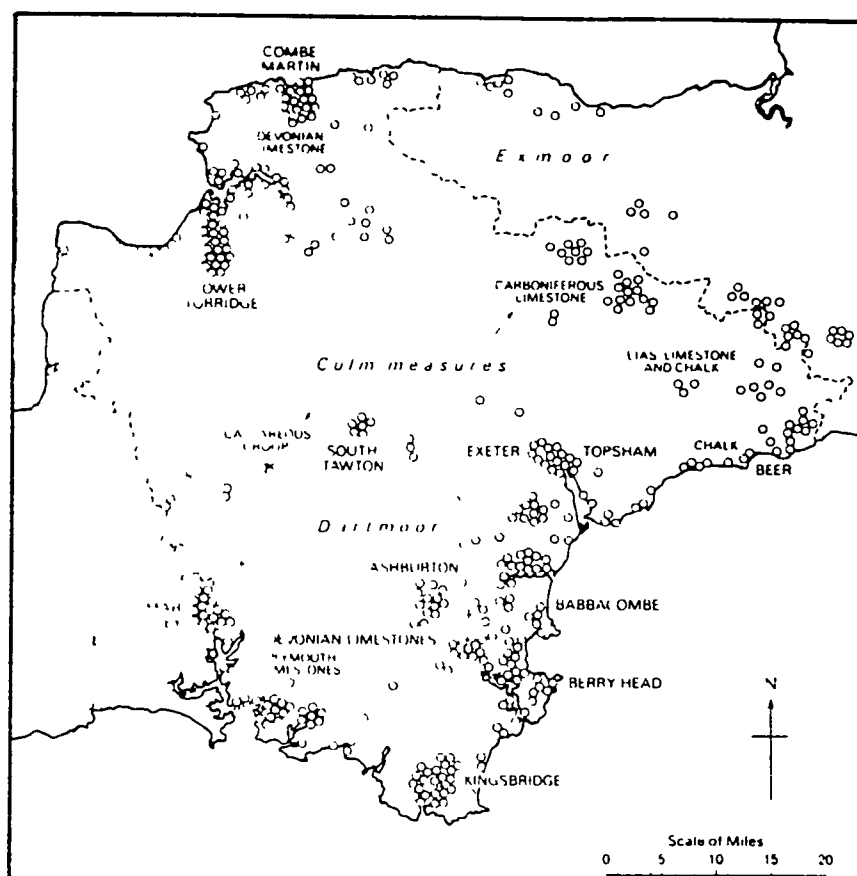 COMBE
MARTIN
DEVONIAN
LIMESTONE
Exmoor
CARBONIFEROUS
LIMESTONE
LIAS LIMESTONE
AND CHALK
Culm measures
SOUTH
TAWTON
EXETER
TOPSHAM
CHALK
BEER
Dartmoor
ASHBURTON
BABBACOMBE
DEVONIAN LIMESTONES
BERRY HEAD
KINGSBRIDGE
N
Scale of Miles
0 5 10 15 20